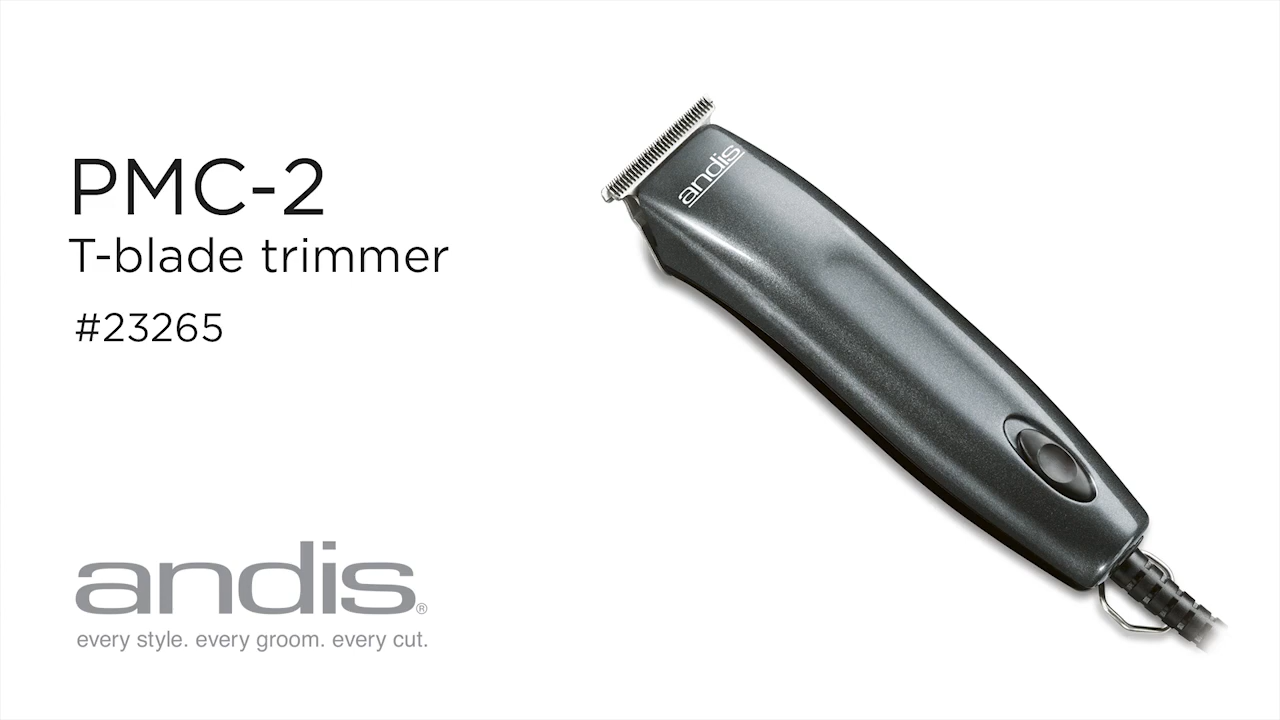 PMC-2
T-blade trimmer
#23265
andis
andis®
every style. every groom. every cut.